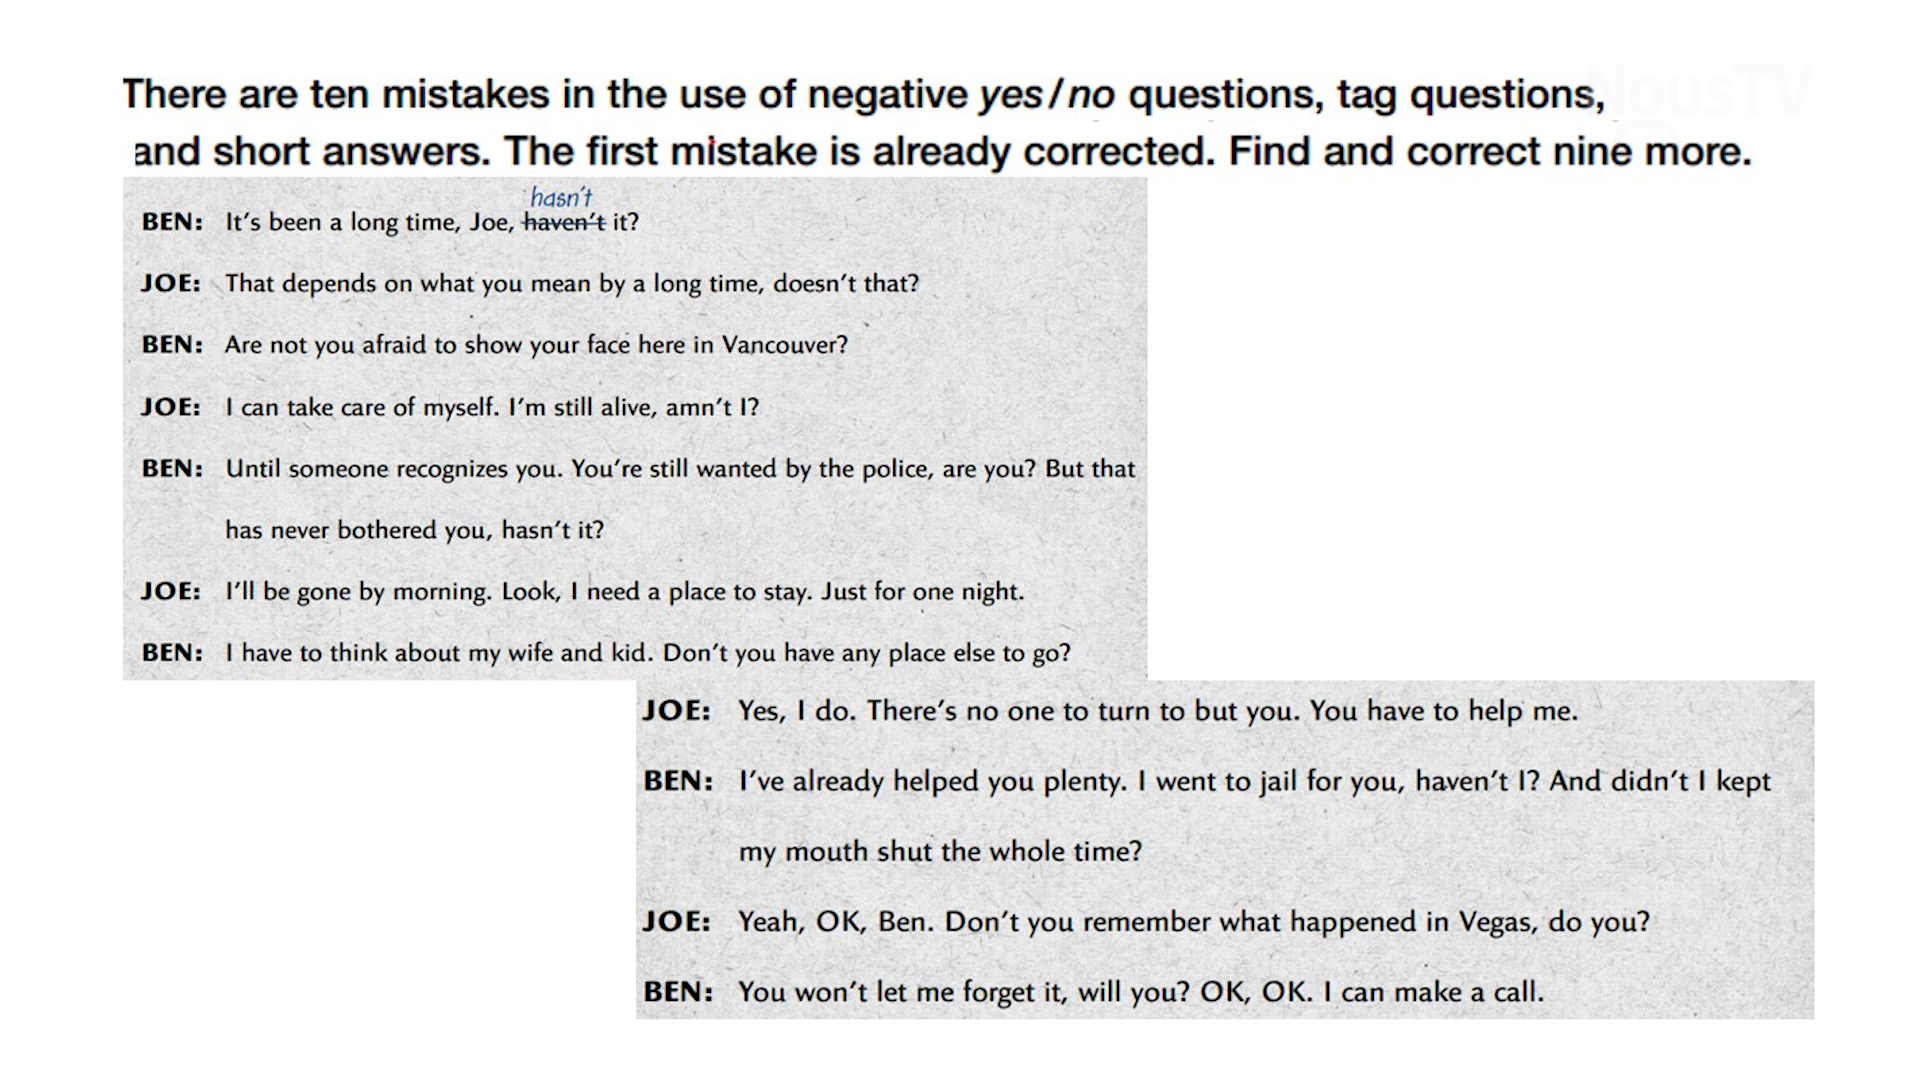 There are ten mistakes in the use of negative yes/no questions, tag questions,
and short answers. The first mistake is already corrected. Find and correct nine more.
NousTV
hasn't
BEN: It's been a long time, Joe, haven't it?
JOE: That depends on what you mean by a long time, doesn't that?
BEN: Are not you afraid to show your face here in Vancouver?
JOE: I can take care of myself. I'm still alive, amn't I?
BEN: Until someone recognizes you. You're still wanted by the police, are you? But that
has never bothered you, hasn't it?
JOE: I'll be gone by morning. Look, I need a place to stay. Just for one night.
BEN: I have to think about my wife and kid. Don't you have any place else to go?
JOE: Yes, I do. There's no one to turn to but you. You have to help me.
BEN: I've already helped you plenty. I went to jail for you, haven't I? And didn't I kept
my mouth shut the whole time?
JOE: Yeah, OK, Ben. Don't you remember what happened in Vegas, do you?
BEN: You won't let me forget it, will you? OK, OK. I can make a call.